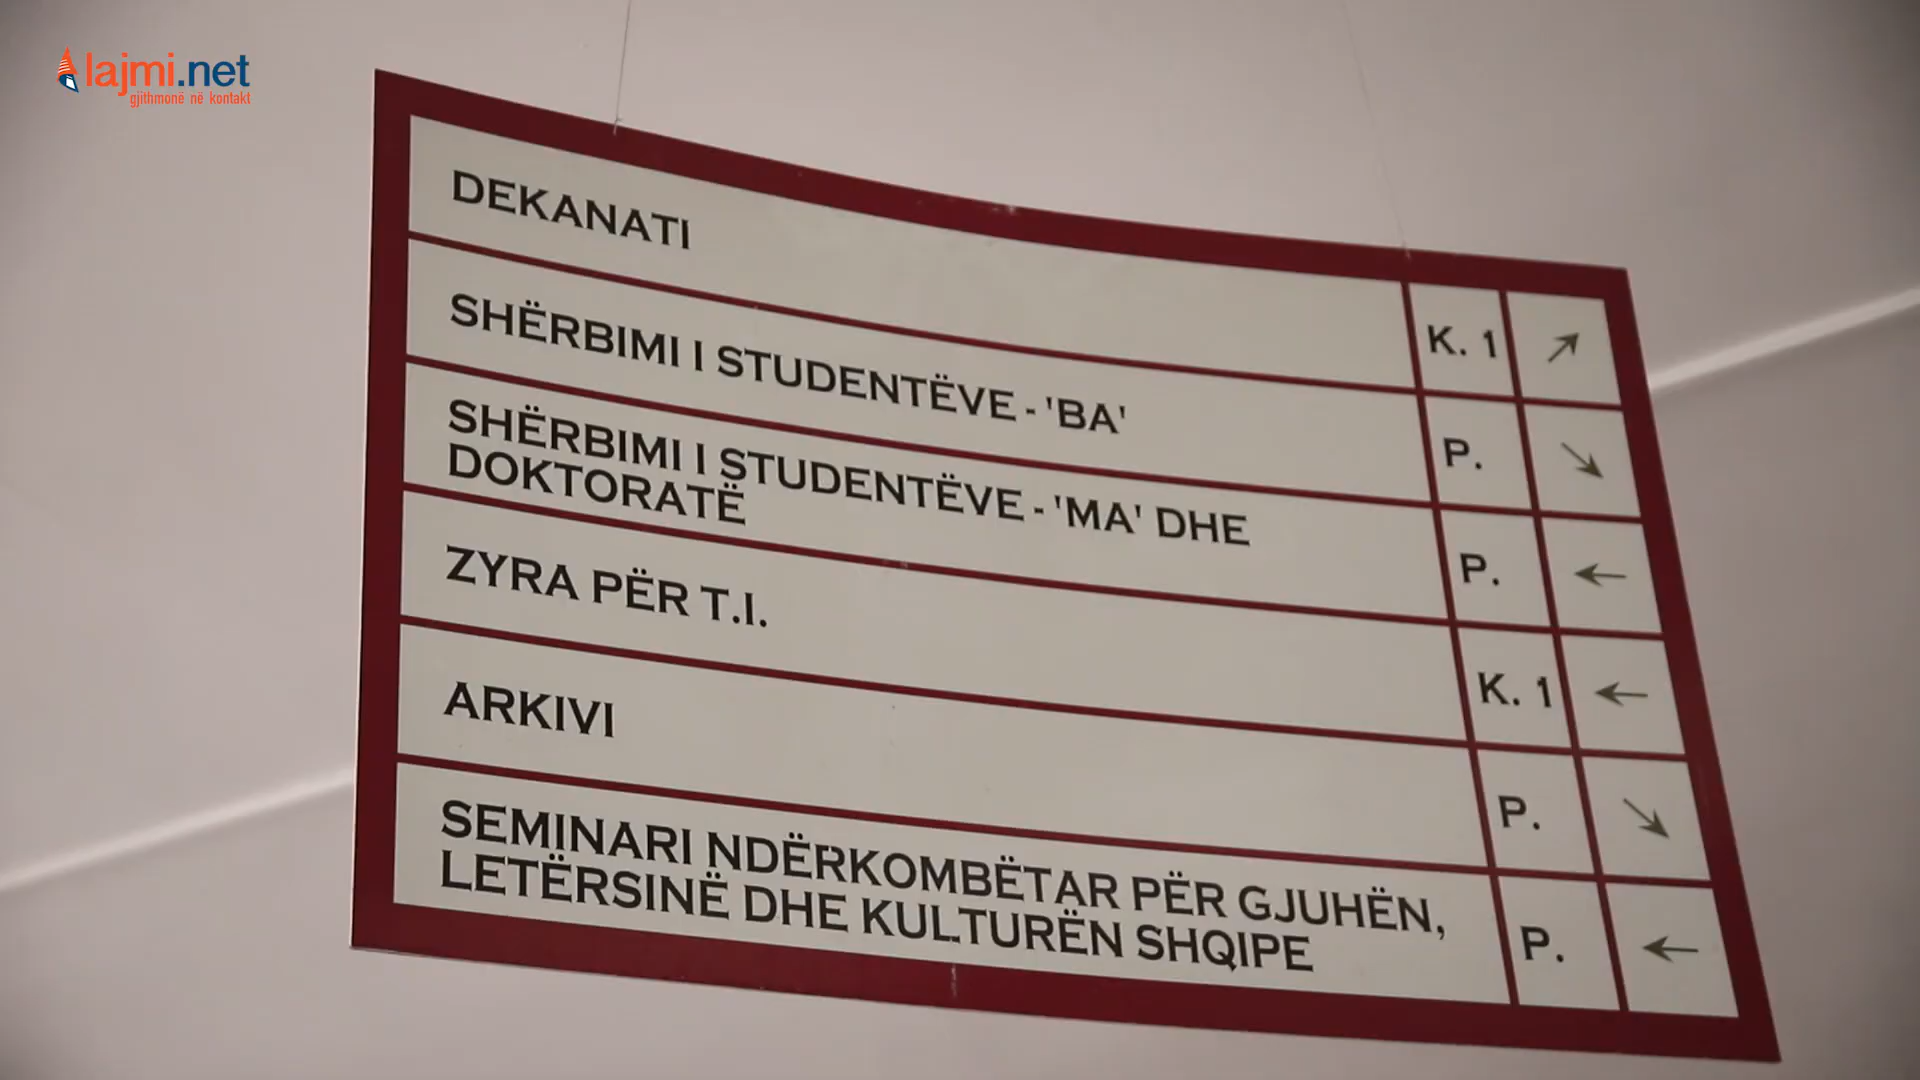 lajmi.net
gjithmonë në kontakt
DEKANATI K. 1 ↗
SHËRBIMI I STUDENTËVE - 'BA' P. ↘
SHËRBIMI I STUDENTËVE - 'MA' DHE
DOKTORATË P. ←
ZYRA PËR T.I. K. 1 ←
ARKIVI P. ↘
SEMINARI NDËRKOMBËTAR PËR GJUHËN,
LETËRSINË DHE KULTURËN SHQIPE P. ←